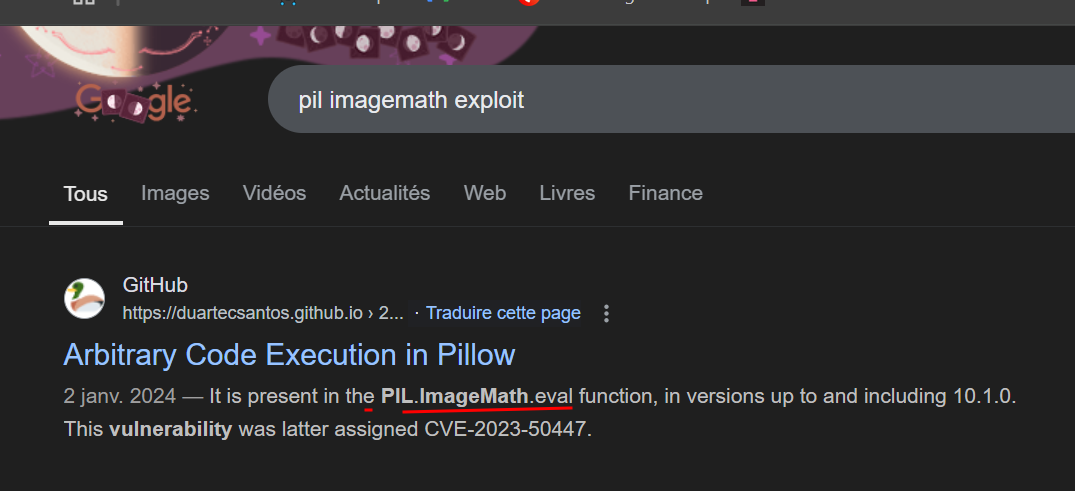 Google
pil imagemath exploit
Tous Images Vidéos Actualités Web Livres Finance
GitHub
https://duartecsantos.github.io › 2... · Traduire cette page
Arbitrary Code Execution in Pillow
2 janv. 2024 — It is present in the PIL.ImageMath.eval function, in versions up to and including 10.1.0.
This vulnerability was latter assigned CVE-2023-50447.